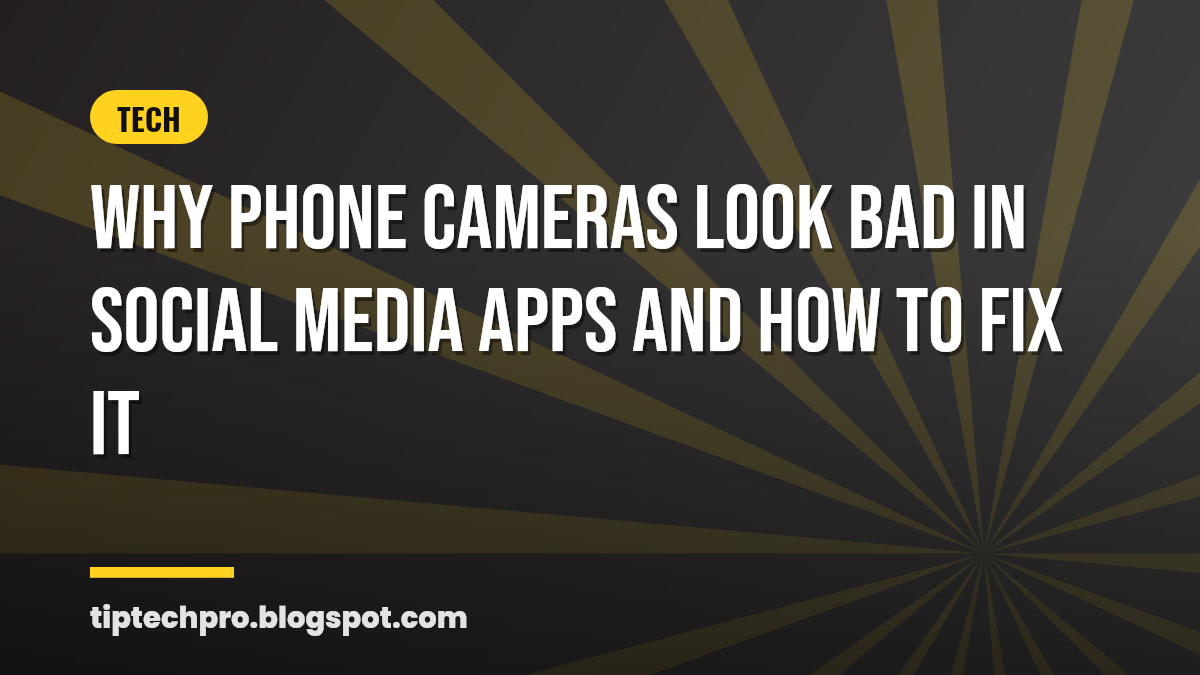 TECH
WHY PHONE CAMERAS LOOK BAD IN
SOCIAL MEDIA APPS AND HOW TO FIX
IT
tiptechpro.blogspot.com